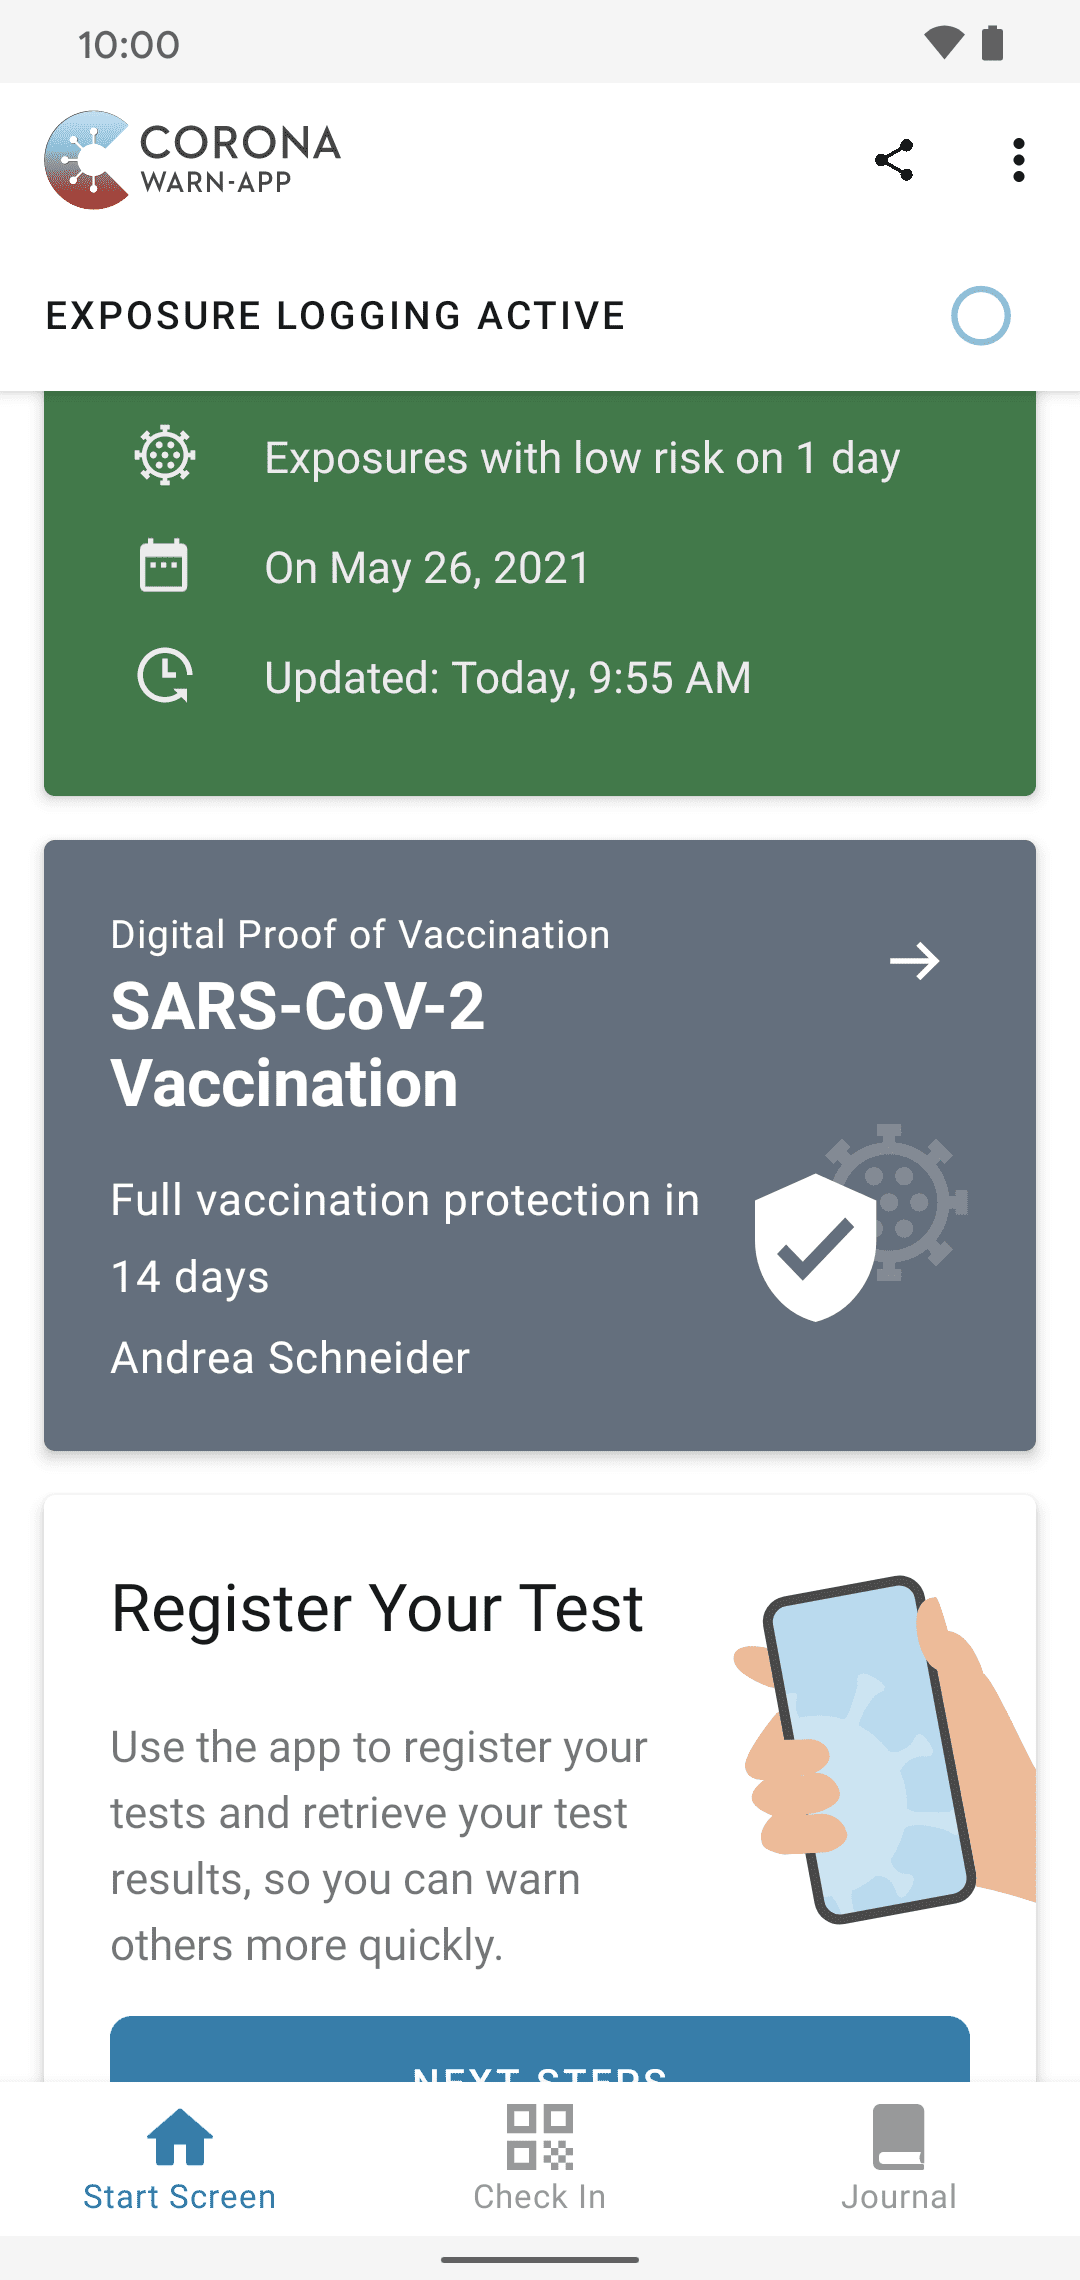 10:00
CORONA
WARN-APP
EXPOSURE LOGGING ACTIVE
Exposures with low risk on 1 day
On May 26, 2021
Updated: Today, 9:55 AM
Digital Proof of Vaccination
SARS-CoV-2
Vaccination
Full vaccination protection in
14 days
Andrea Schneider
Register Your Test
Use the app to register your
tests and retrieve your test
results, so you can warn
others more quickly.
NEXT STEPS
Start Screen
Check In
Journal